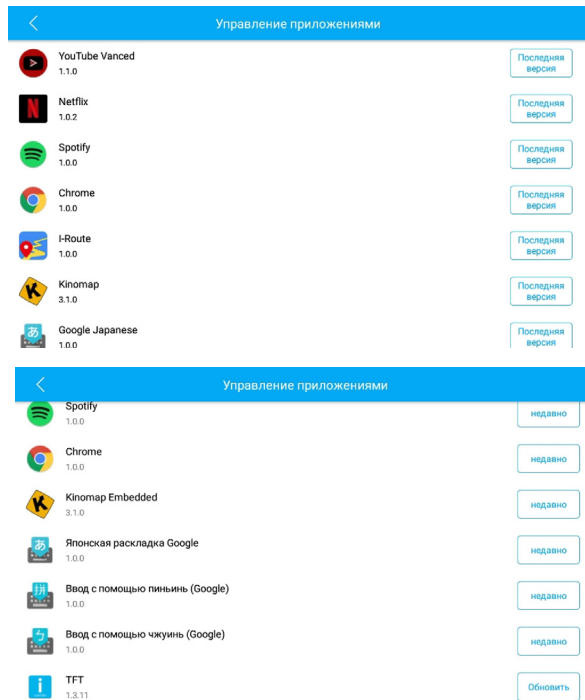 Управление приложениями
YouTube Vanced
1.1.0
Последняя
версия
Netflix
1.0.2
Последняя
версия
Spotify
1.0.0
Последняя
версия
Chrome
1.0.0
Последняя
версия
I-Route
1.0.0
Последняя
версия
Kinomap
3.1.0
Последняя
версия
Google Japanese
1.0.0
Последняя
версия
Управление приложениями
Spotify
1.0.0
недавно
Chrome
1.0.0
недавно
Kinomap Embedded
3.1.0
недавно
Японская раскладка Google
1.0.0
недавно
Ввод с помощью пиньинь (Google)
1.0.0
недавно
Ввод с помощью чжуинь (Google)
1.0.0
недавно
TFT
1.3.11
Обновить